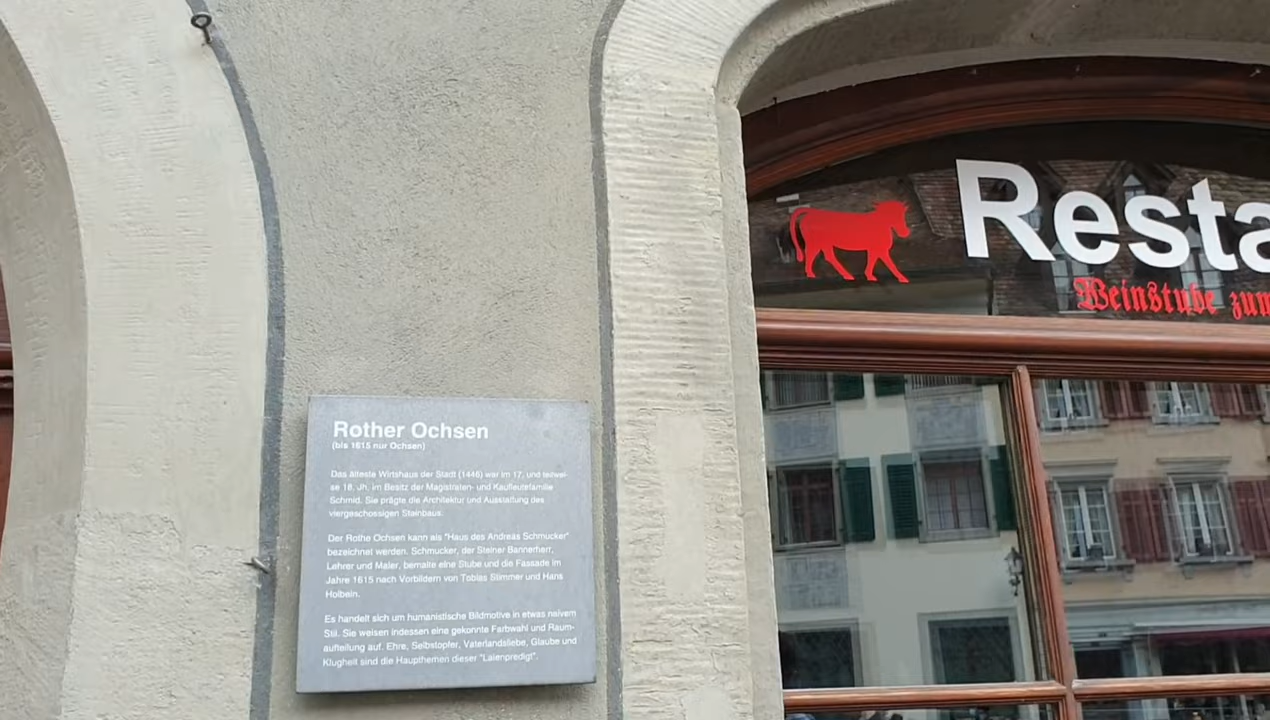 Rother Ochsen
(bis 1615 nur Ochsen)
Das älteste Wirtshaus der Stadt (1446) war im 17. und teilwei-
se 18. Jh. im Besitz der Magistraten- und Kaufleutefamilie
Schmid. Sie prägte die Architektur und Ausstattung des
viergeschossigen Steinbaus.
Der Rothe Ochsen kann als "Haus des Andreas Schmucker"
bezeichnet werden. Schmucker, der Steiner Bannerherr,
Lehrer und Maler, bemalte eine Stube und die Fassade im
Jahre 1615 nach Vorbildern von Tobias Stimmer und Hans
Holbein.
Es handelt sich um humanistische Bildmotive in etwas naivem
Stil. Sie weisen indessen eine gekonnte Farbwahl und Raum-
aufteilung auf. Ehre, Selbstopfer, Vaterlandsliebe, Glaube und
Klugheit sind die Haupthemen dieser "Laienpredigt".
Resta
Weinstube zum